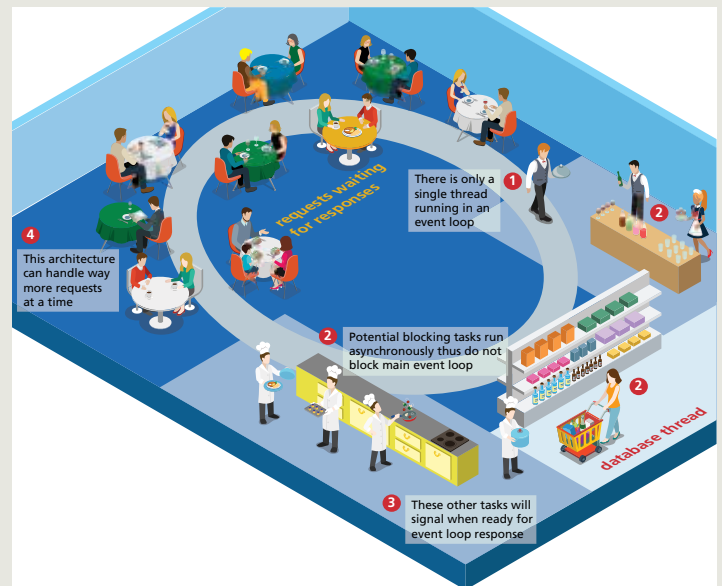 1
There is only a
single thread
running in an
event loop
requests waiting
for responses
2
4
This architecture
can handle way
more requests
at a time
2
Potential blocking tasks run
asynchronously thus do not
block main event loop
2
database thread
3
These other tasks will
signal when ready for
event loop response